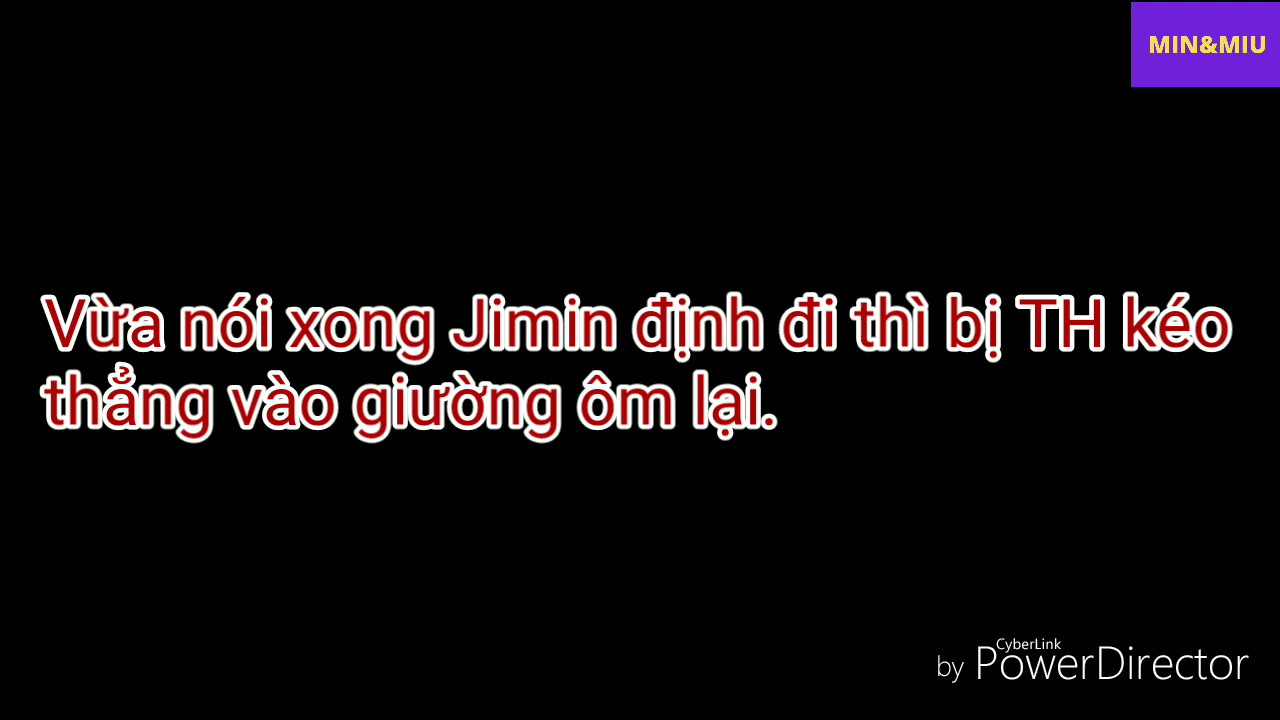 MIN&MIU
Vừa nói xong Jimin định đi thì bị TH kéo
thẳng vào giường ôm lại.
CyberLink
by PowerDirector